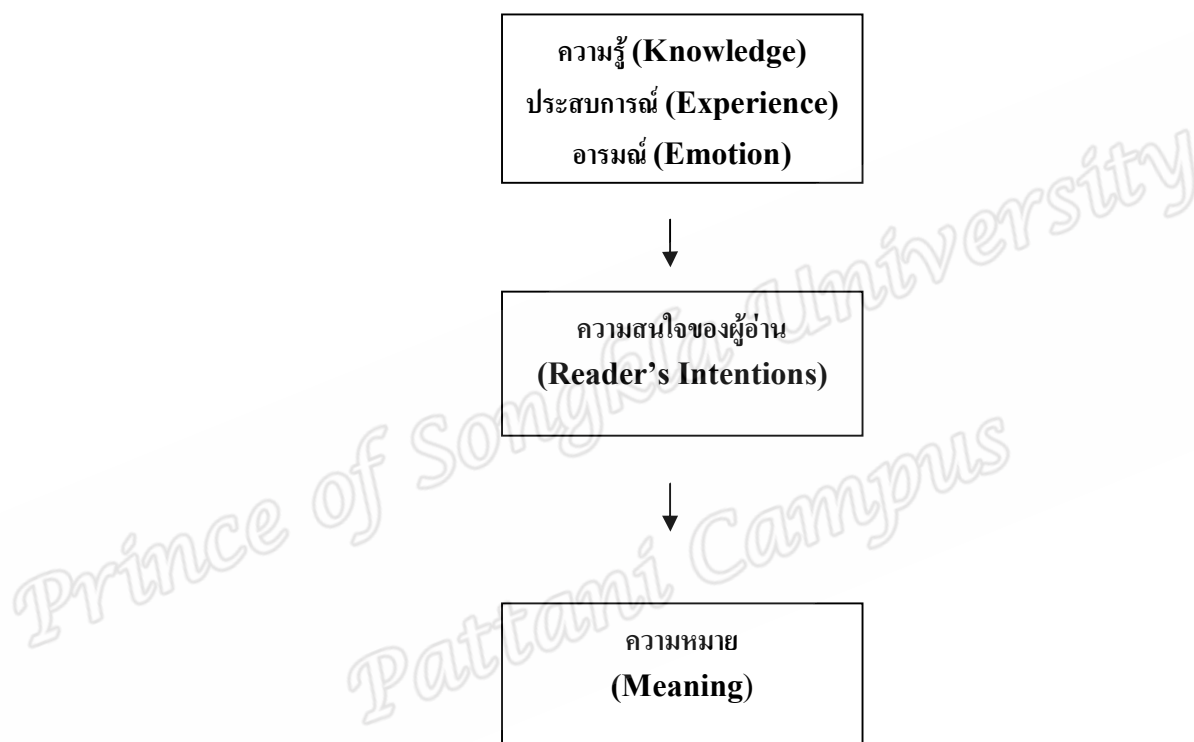 ความรู้ (Knowledge)
ประสบการณ์ (Experience)
อารมณ์ (Emotion)
ความสนใจของผู้อ่าน
(Reader’s Intentions)
ความหมาย
(Meaning)
Prince of Songkla University
Pattani Campus